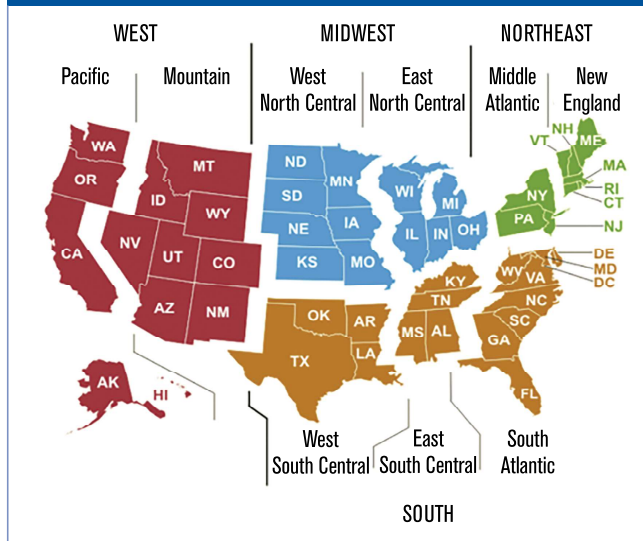 WEST
MIDWEST
NORTHEAST
Pacific
Mountain
West
North Central
East
North Central
Middle
Atlantic
New
England
WA
OR
CA
NV
ID
MT
WY
UT
CO
AZ
NM
AK
HI
ND
SD
NE
KS
MN
IA
MO
WI
MI
IL
IN
OH
NH
VT
ME
MA
RI
CT
NY
PA
NJ
DE
MD
DC
WY
VA
KY
TN
NC
SC
OK
AR
MS
AL
GA
TX
LA
FL
West
South Central
East
South Central
South
Atlantic
SOUTH